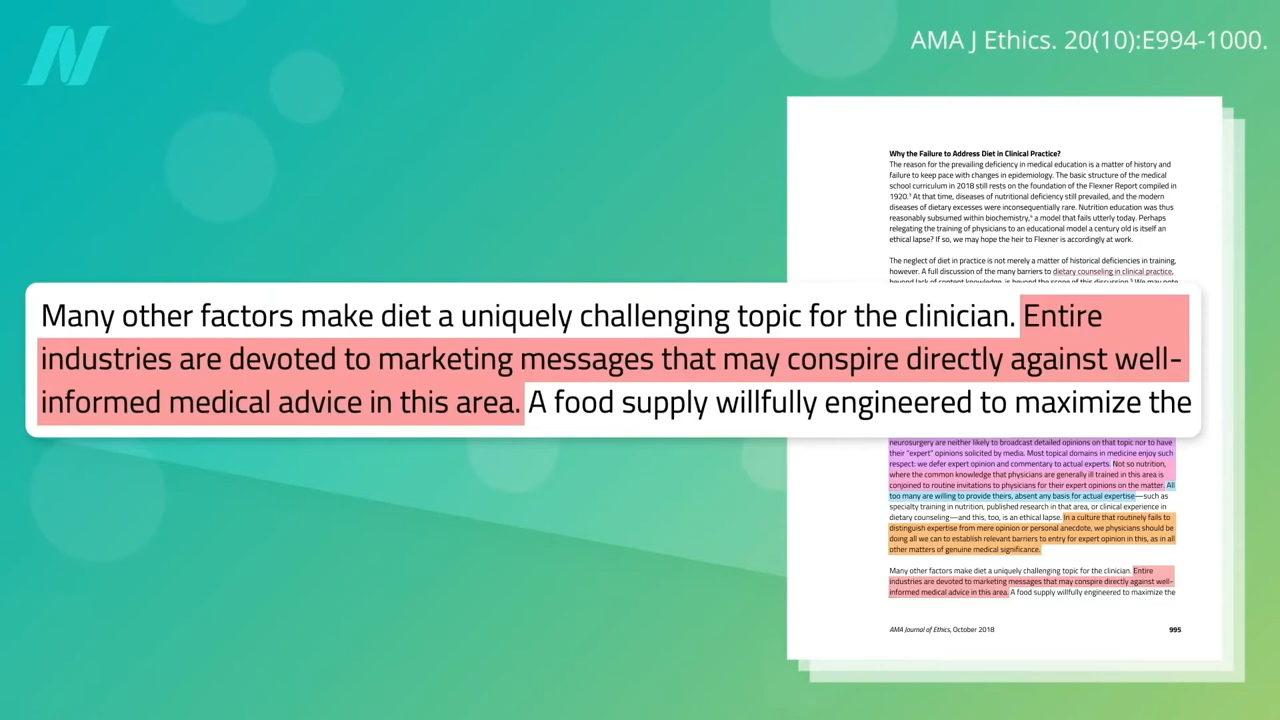 AMA J Ethics. 20(10):E994-1000.
Why the Failure to Address Diet in Clinical Practice?
The reason for the prevailing deficiency in medical education is a matter of history and
failure to keep pace with changes in epidemiology. The basic structure of the medical
school curriculum in 2018 still rests on the foundation of the Flexner Report compiled in
1920.³ At that time, diseases of nutritional deficiency still prevailed, and the modern
diseases of dietary excesses were inconsequentially rare. Nutrition education was thus
reasonably subsumed within biochemistry,⁴ a model that fails utterly today. Perhaps
relegating the training of physicians to an educational model a century old is itself an
ethical lapse? If so, we may hope the heir to Flexner is accordingly at work.
The neglect of diet in practice is not merely a matter of historical deficiencies in training,
however. A full discussion of the many barriers to dietary counseling in clinical practice,
beyond lack of content knowledge, is beyond the scope of this discussion.⁵ We may note
Many other factors make diet a uniquely challenging topic for the clinician. Entire
industries are devoted to marketing messages that may conspire directly against well-
informed medical advice in this area. A food supply willfully engineered to maximize the
neurosurgery are neither likely to broadcast detailed opinions on that topic nor to have
their "expert" opinions solicited by media. Most topical domains in medicine enjoy such
respect: we defer expert opinion and commentary to actual experts. Not so nutrition,
where the common knowledge that physicians are generally ill trained in this area is
conjoined to routine invitations to physicians for their expert opinions on the matter. All
too many are willing to provide theirs, absent any basis for actual expertise—such as
specialty training in nutrition, published research in that area, or clinical experience in
dietary counseling—and this, too, is an ethical lapse. In a culture that routinely fails to
distinguish expertise from mere opinion or personal anecdote, we physicians should be
doing all we can to establish relevant barriers to entry for expert opinion in this, as in all
other matters of genuine medical significance.
Many other factors make diet a uniquely challenging topic for the clinician. Entire
industries are devoted to marketing messages that may conspire directly against well-
informed medical advice in this area. A food supply willfully engineered to maximize the
AMA Journal of Ethics, October 2018 995